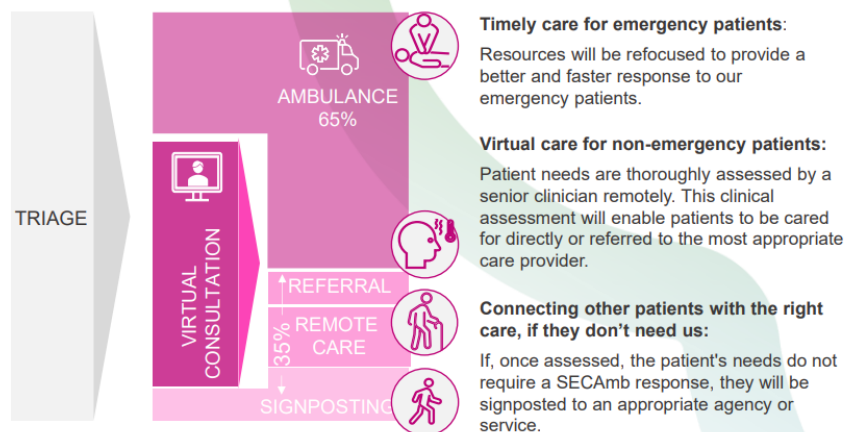 TRIAGE
VIRTUAL
CONSULTATION
AMBULANCE
65%
REFERRAL
REMOTE
CARE
35%
SIGNPOSTING
Timely care for emergency patients:
Resources will be refocused to provide a
better and faster response to our
emergency patients.
Virtual care for non-emergency patients:
Patient needs are thoroughly assessed by a
senior clinician remotely. This clinical
assessment will enable patients to be cared
for directly or referred to the most appropriate
care provider.
Connecting other patients with the right
care, if they don’t need us:
If, once assessed, the patient's needs do not
require a SECAmb response, they will be
signposted to an appropriate agency or
service.